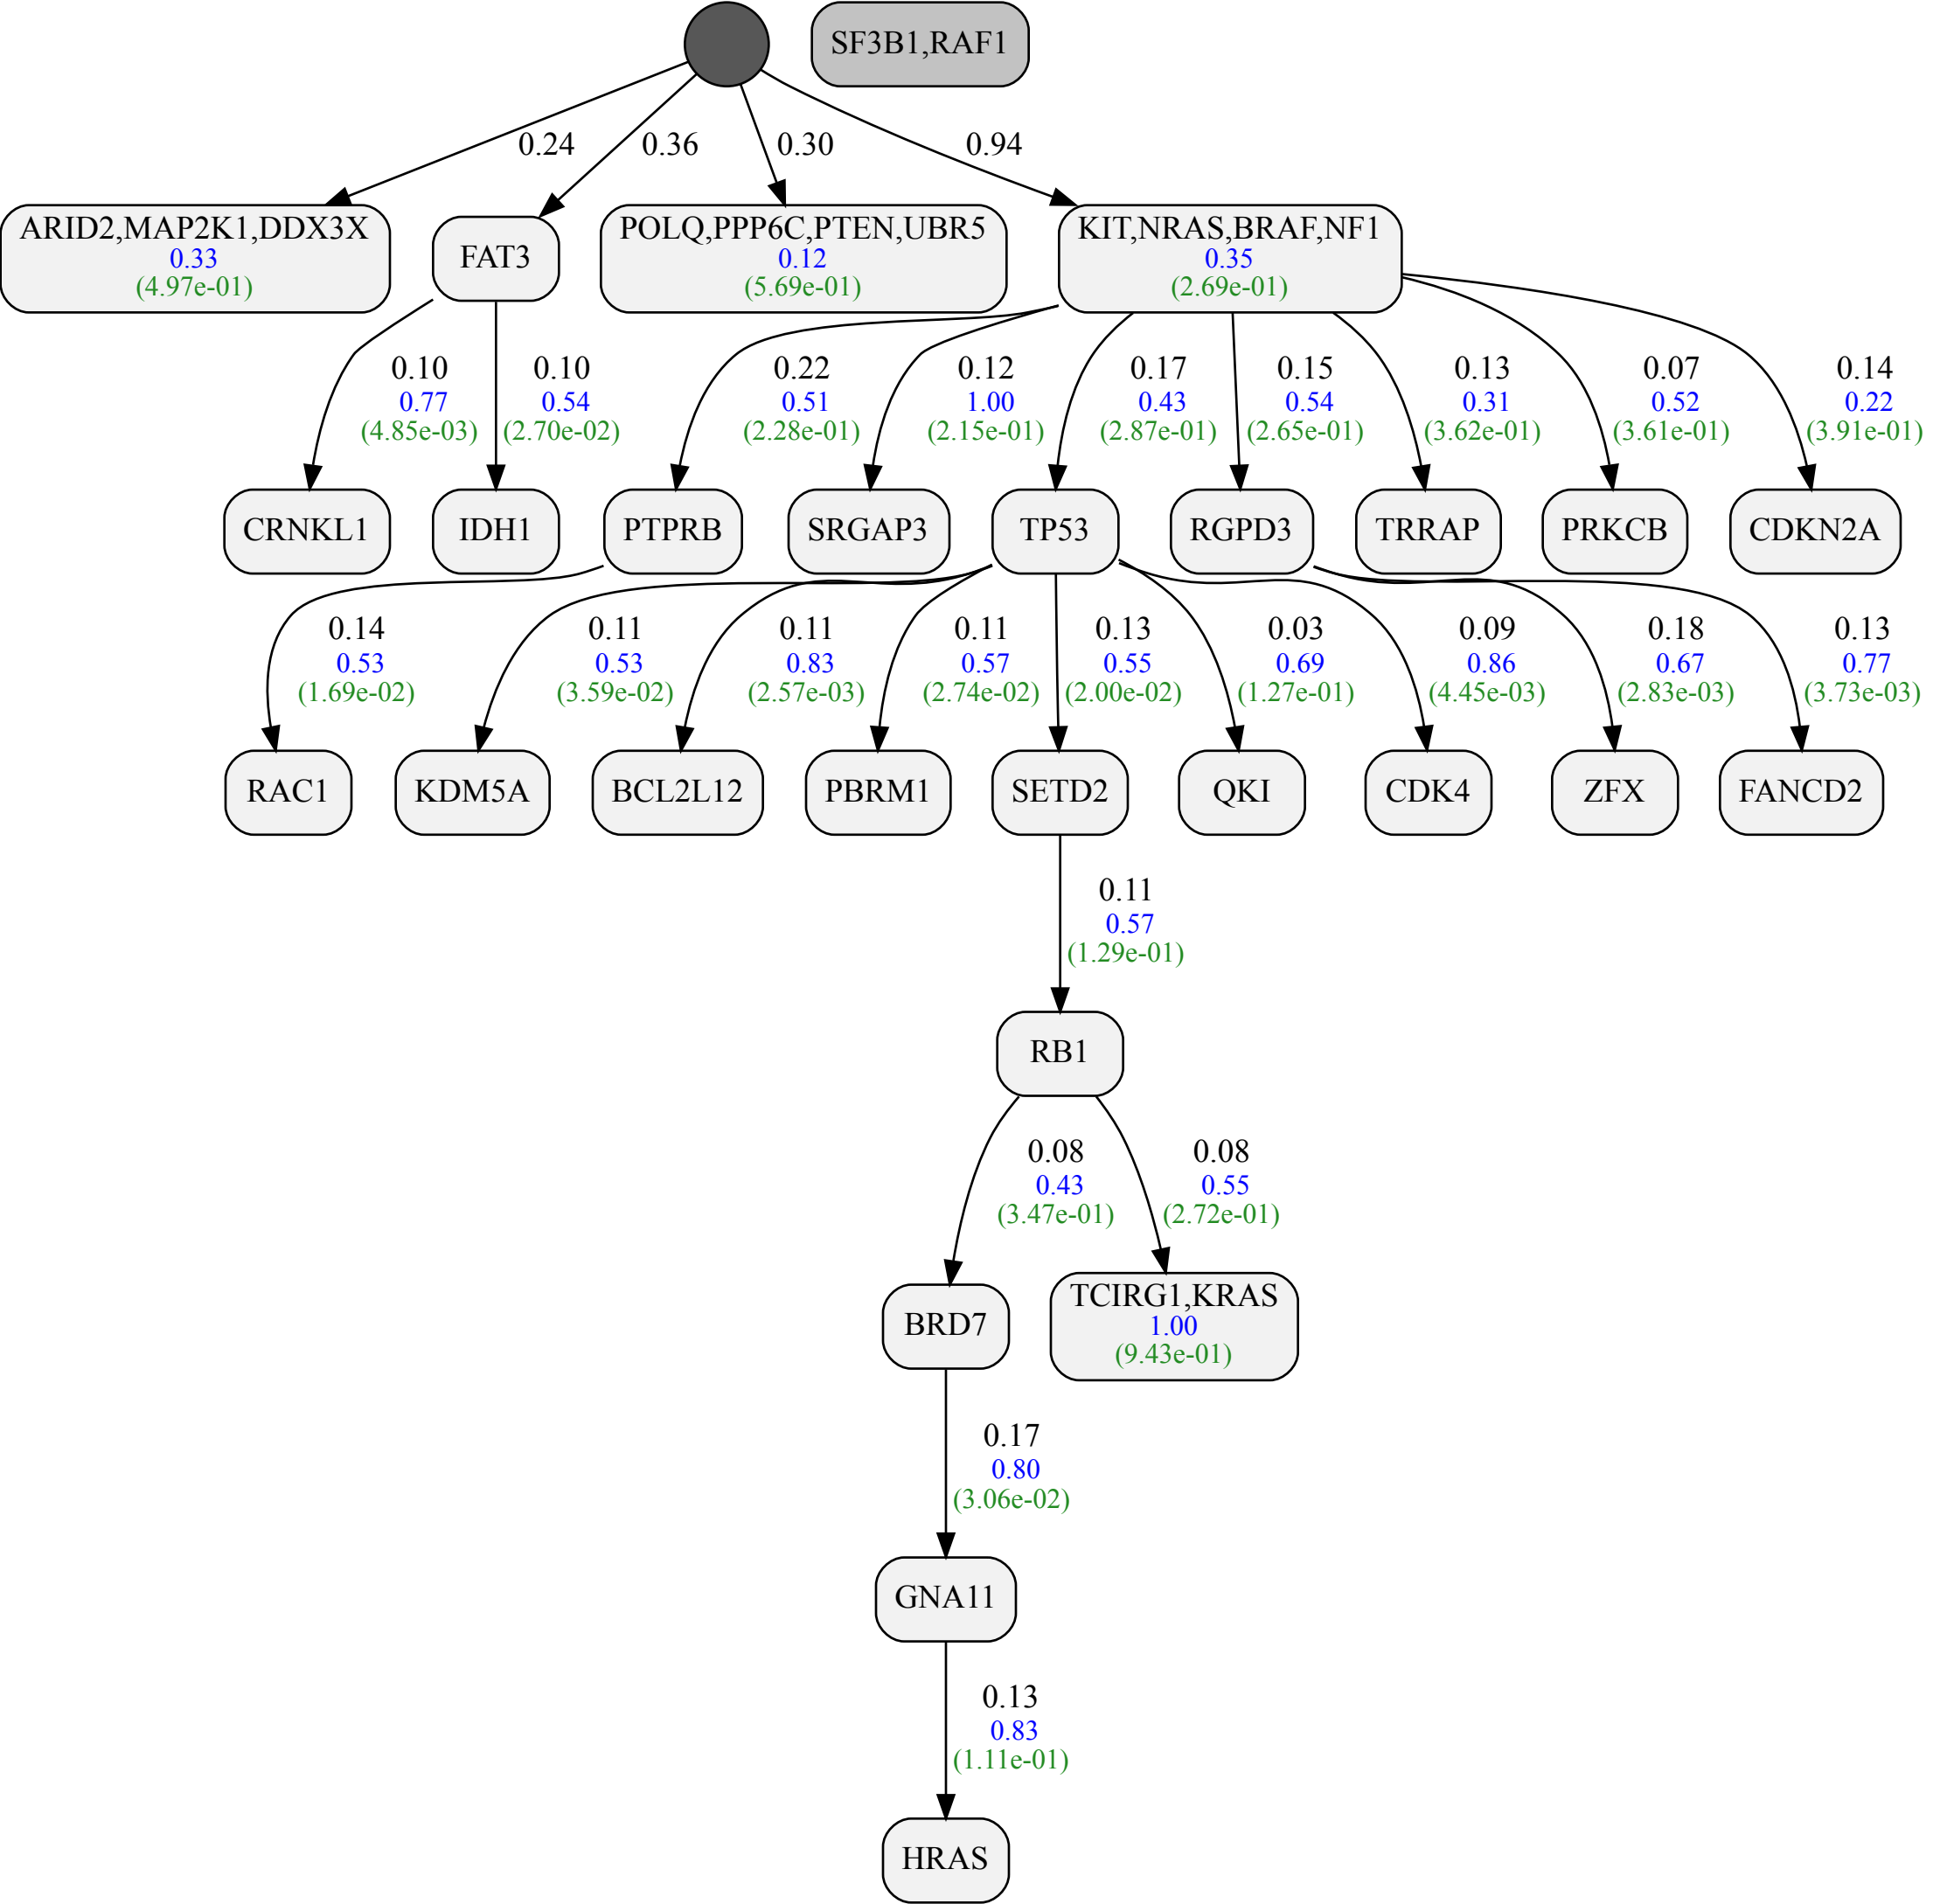 SF3B1,RAF1
0.24
0.36
0.30
0.94
ARID2,MAP2K1,DDX3X
0.33
(4.97e-01)
FAT3
POLQ,PPP6C,PTEN,UBR5
0.12
(5.69e-01)
KIT,NRAS,BRAF,NF1
0.35
(2.69e-01)
0.10
0.77
(4.85e-03)
0.10
0.54
(2.70e-02)
0.22
0.51
(2.28e-01)
0.12
1.00
(2.15e-01)
0.17
0.43
(2.87e-01)
0.15
0.54
(2.65e-01)
0.13
0.31
(3.62e-01)
0.07
0.52
(3.61e-01)
0.14
0.22
(3.91e-01)
CRNKL1
IDH1
PTPRB
SRGAP3
TP53
RGPD3
TRRAP
PRKCB
CDKN2A
0.14
0.53
(1.69e-02)
0.11
0.53
(3.59e-02)
0.11
0.83
(2.57e-03)
0.11
0.57
(2.74e-02)
0.13
0.55
(2.00e-02)
0.03
0.69
(1.27e-01)
0.09
0.86
(4.45e-03)
0.18
0.67
(2.83e-03)
0.13
0.77
(3.73e-03)
RAC1
KDM5A
BCL2L12
PBRM1
SETD2
QKI
CDK4
ZFX
FANCD2
0.11
0.57
(1.29e-01)
RB1
0.08
0.43
(3.47e-01)
0.08
0.55
(2.72e-01)
BRD7
TCIRG1,KRAS
1.00
(9.43e-01)
0.17
0.80
(3.06e-02)
GNA11
0.13
0.83
(1.11e-01)
HRAS